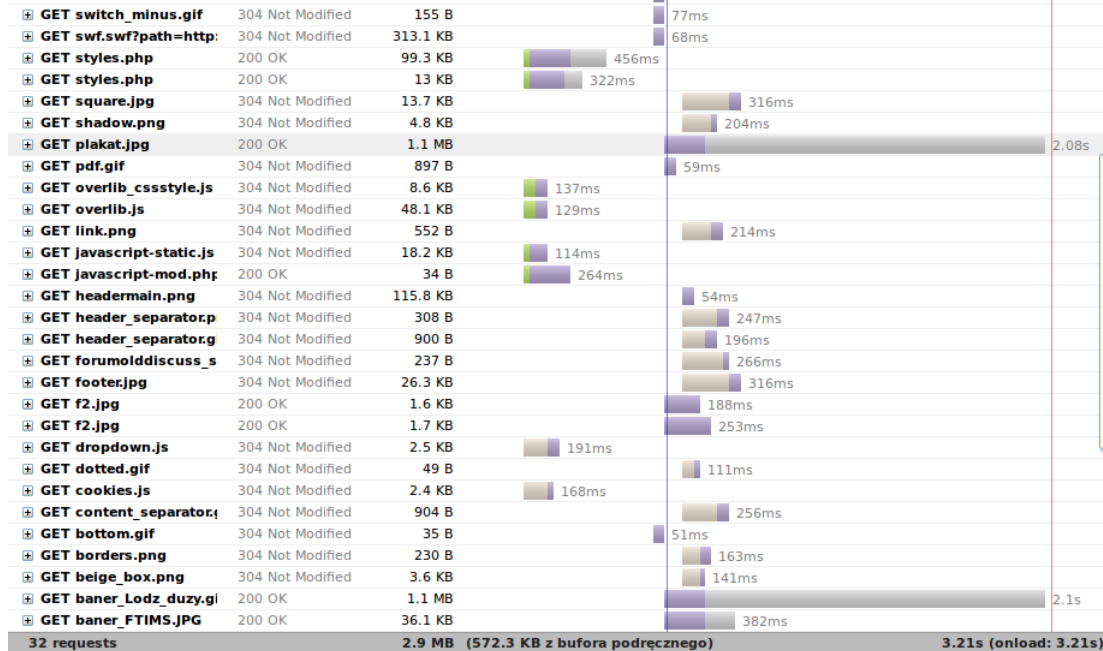 GET switch_minus.gif 304 Not Modified 155 B 77ms
GET swf.swf?path=http: 304 Not Modified 313.1 KB 68ms
GET styles.php 200 OK 99.3 KB 456ms
GET styles.php 200 OK 13 KB 322ms
GET square.jpg 304 Not Modified 13.7 KB 316ms
GET shadow.png 304 Not Modified 4.8 KB 204ms
GET plakat.jpg 200 OK 1.1 MB 2.08s
GET pdf.gif 304 Not Modified 897 B 59ms
GET overlib_cssstyle.js 304 Not Modified 8.6 KB 137ms
GET overlib.js 304 Not Modified 48.1 KB 129ms
GET link.png 304 Not Modified 552 B 214ms
GET javascript-static.js 304 Not Modified 18.2 KB 114ms
GET javascript-mod.php 200 OK 34 B 264ms
GET headermain.png 304 Not Modified 115.8 KB 54ms
GET header_separator.p 304 Not Modified 308 B 247ms
GET header_separator.g 304 Not Modified 900 B 196ms
GET forumolddiscuss_s 304 Not Modified 237 B 266ms
GET footer.jpg 304 Not Modified 26.3 KB 316ms
GET f2.jpg 200 OK 1.6 KB 188ms
GET f2.jpg 200 OK 1.7 KB 253ms
GET dropdown.js 304 Not Modified 2.5 KB 191ms
GET dotted.gif 304 Not Modified 49 B 111ms
GET cookies.js 304 Not Modified 2.4 KB 168ms
GET content_separator.g 304 Not Modified 904 B 256ms
GET bottom.gif 304 Not Modified 35 B 51ms
GET borders.png 304 Not Modified 230 B 163ms
GET beige_box.png 304 Not Modified 3.6 KB 141ms
GET baner_Lodz_duzy.gi 200 OK 1.1 MB 2.1s
GET baner_FTIMS.JPG 200 OK 36.1 KB 382ms
32 requests 2.9 MB (572.3 KB z bufora podręcznego) 3.21s (onload: 3.21s)